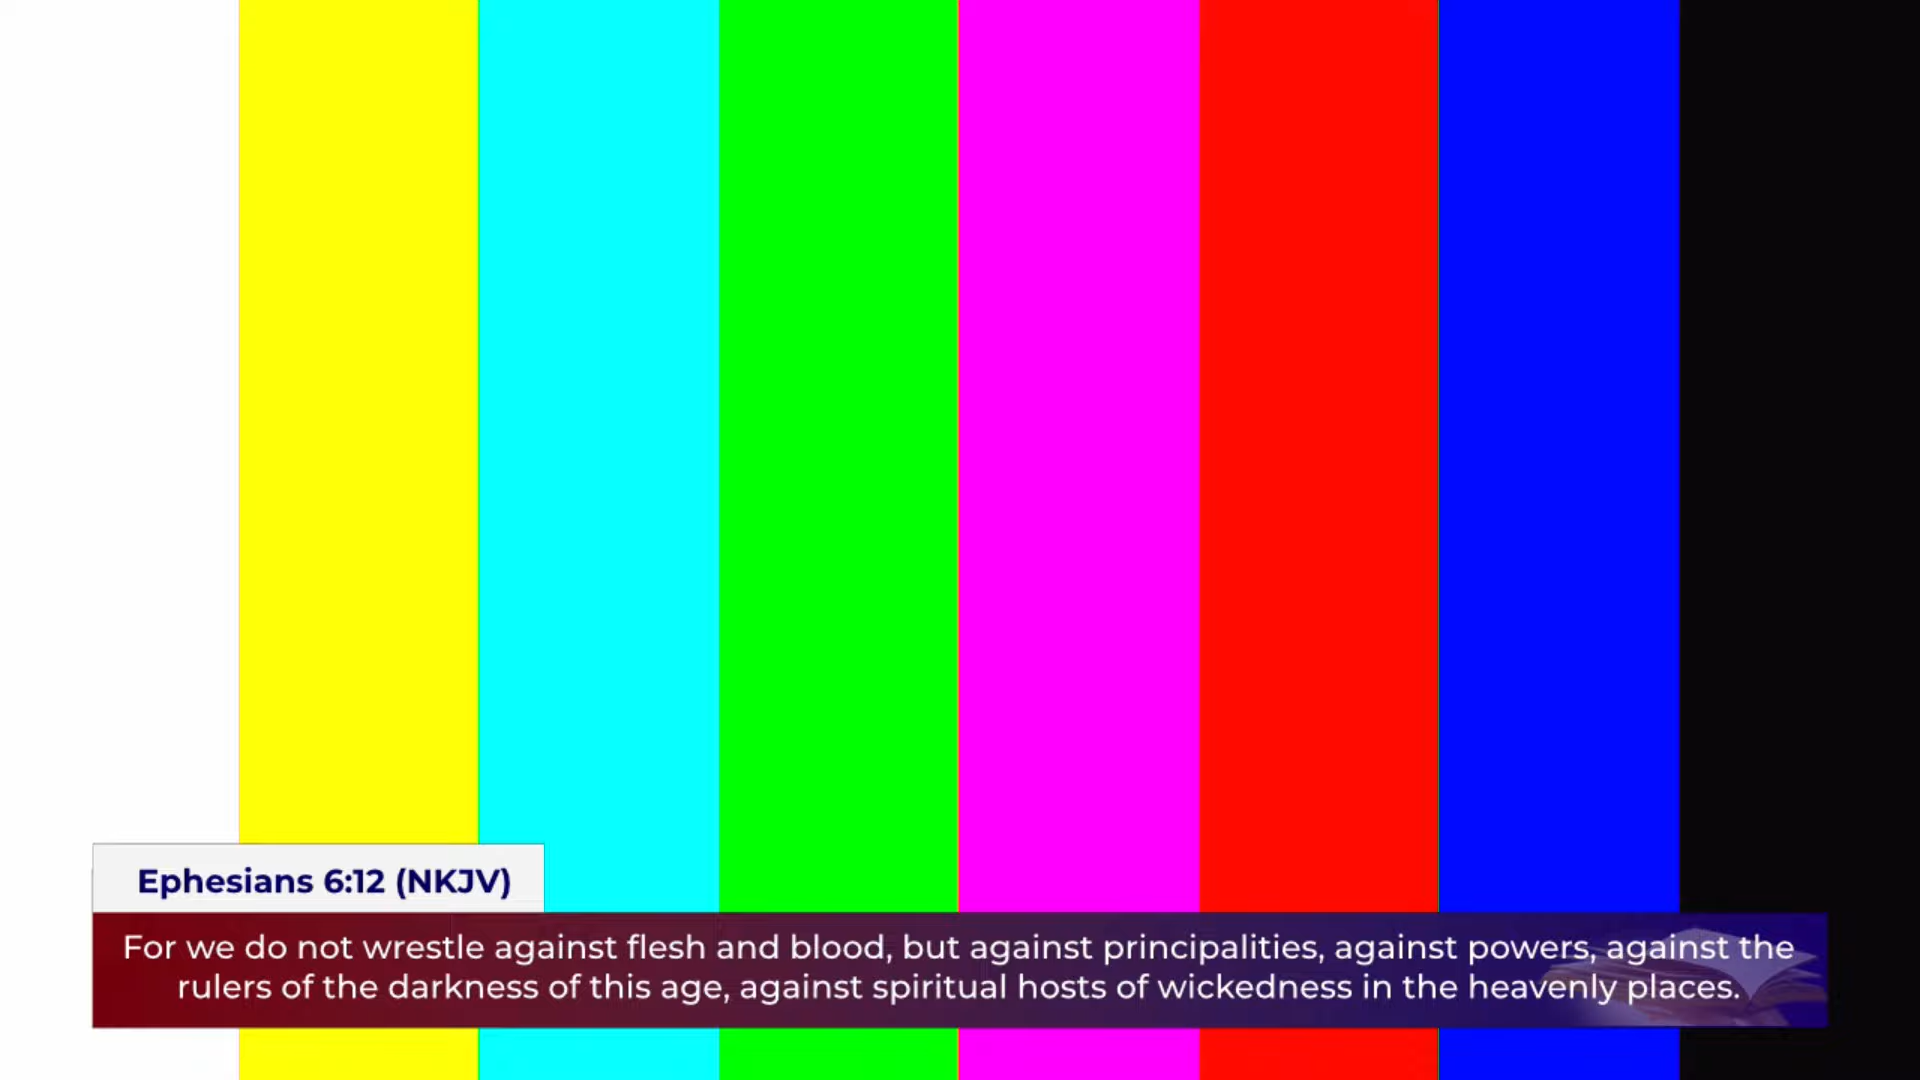 Ephesians 6:12 (NKJV)
For we do not wrestle against flesh and blood, but against principalities, against powers, against the
rulers of the darkness of this age, against spiritual hosts of wickedness in the heavenly places.